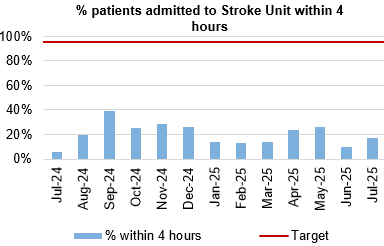 % patients admitted to Stroke Unit within 4
hours
100%
80%
60%
40%
20%
0%
Jul-24
Aug-24
Sep-24
Oct-24
Nov-24
Dec-24
Jan-25
Feb-25
Mar-25
Apr-25
May-25
Jun-25
Jul-25
% within 4 hours
Target